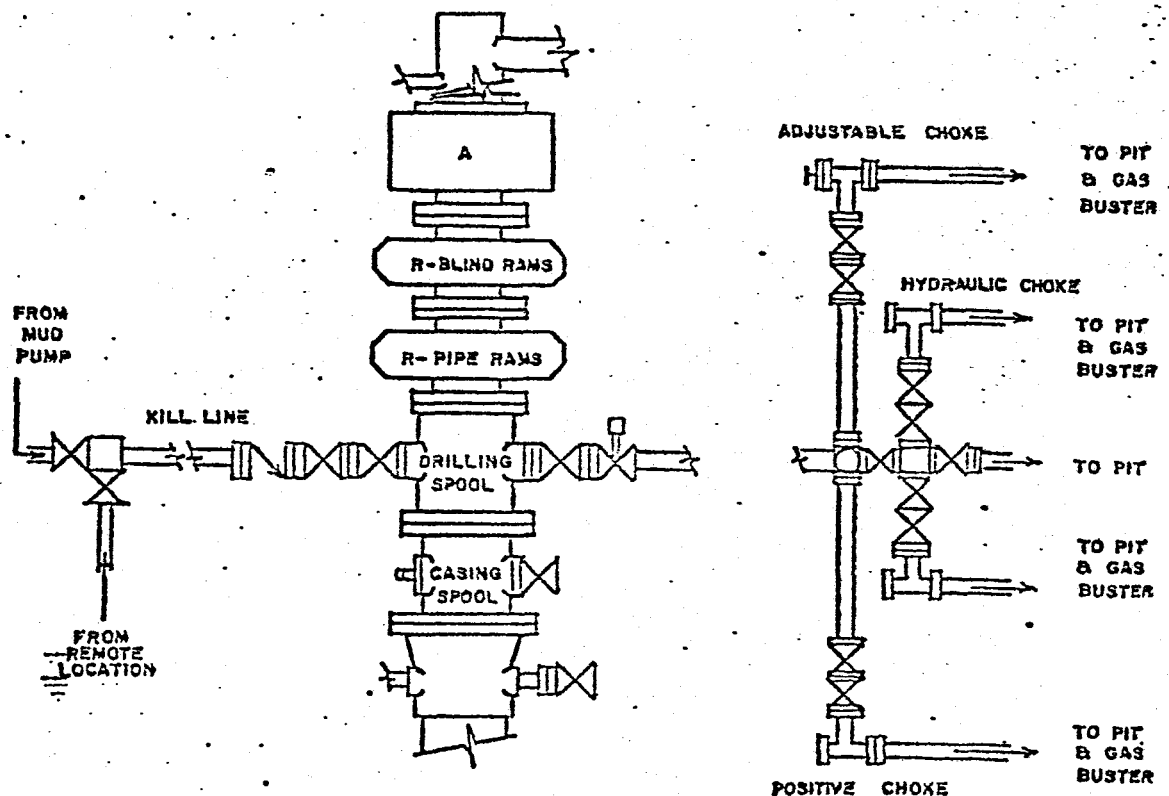 A
R-BLIND RAMS
R- PIPE RAMS
FROM
MUD
PUMP
KILL LINE
DRILLING
SPOOL
CASING
SPOOL
FROM
REMOTE
LOCATION
ADJUSTABLE CHOKE
TO PIT
& GAS
BUSTER
HYDRAULIC CHOKE
TO PIT
& GAS
BUSTER
TO PIT
TO PIT
& GAS
BUSTER
TO PIT
& GAS
BUSTER
POSITIVE CHOKE